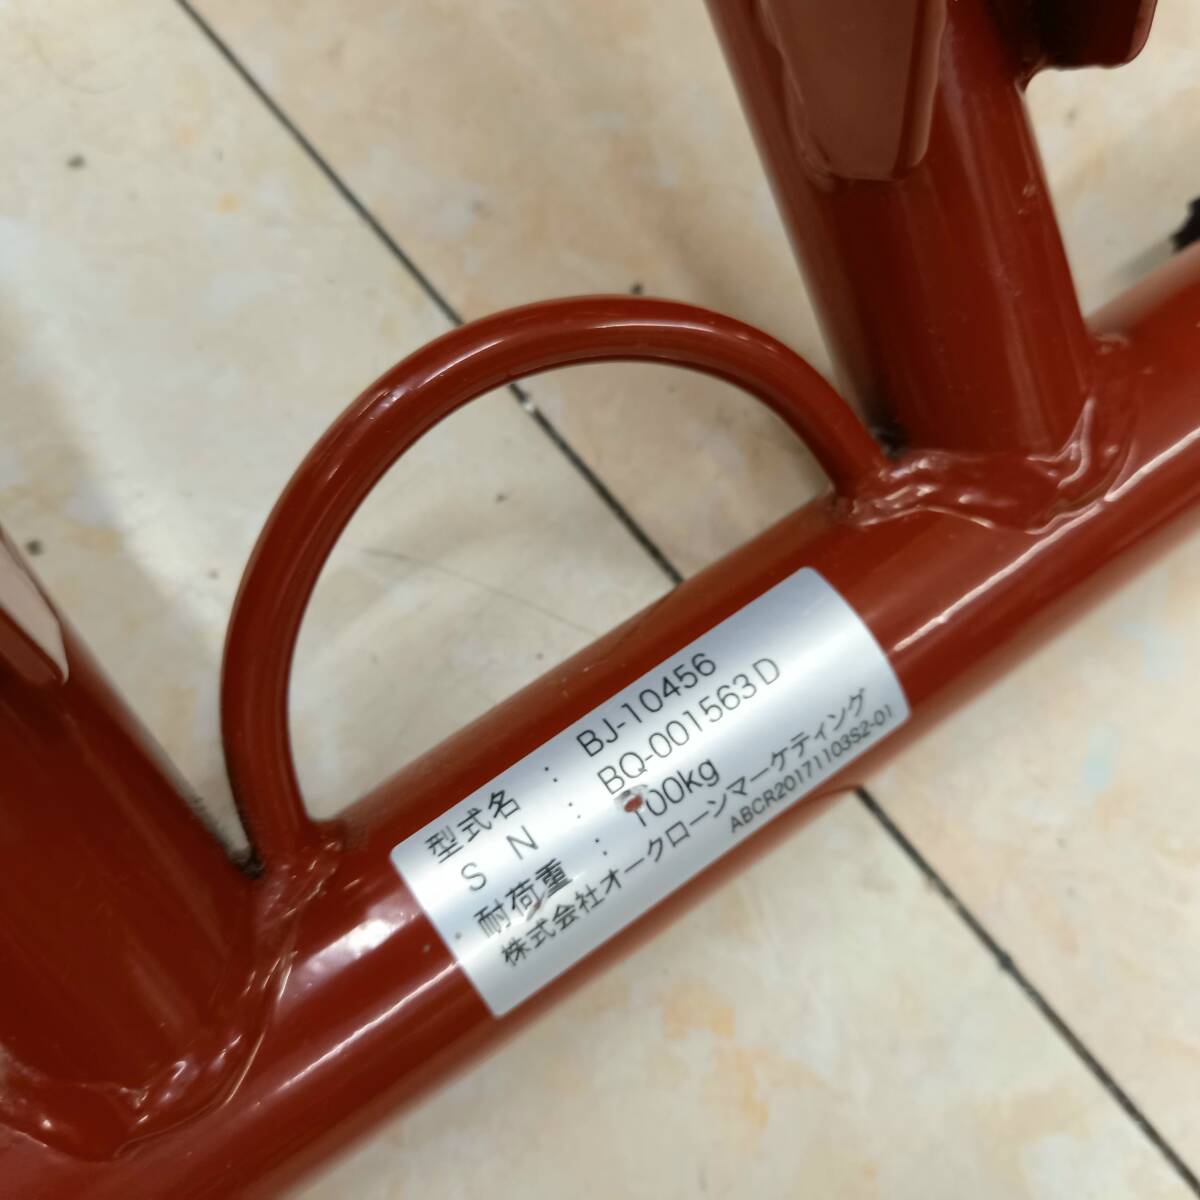 型式名 : BJ-10456
S N : BQ-001563D
耐荷重 : 100kg
株式会社オークローンマーケティング
ABCR20171103S2-01